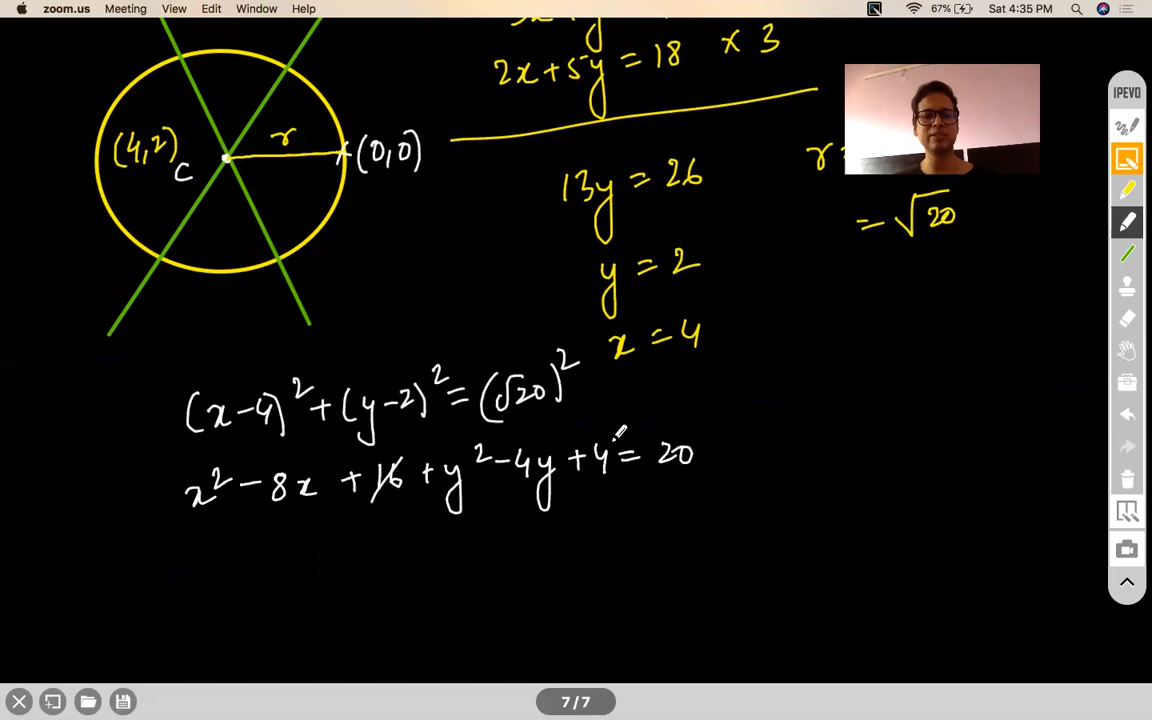 zoom.us Meeting View Edit Window Help 67% Sat 4:35 PM
2x+5y = 18 × 3
IPEVO
(4,2) C r (0,0)
13y = 26
r
= √20
y = 2
x = 4
(x-4)² + (y-2)² = (√20)²
x² - 8x + 16 + y² - 4y + 4 = 20
7/7